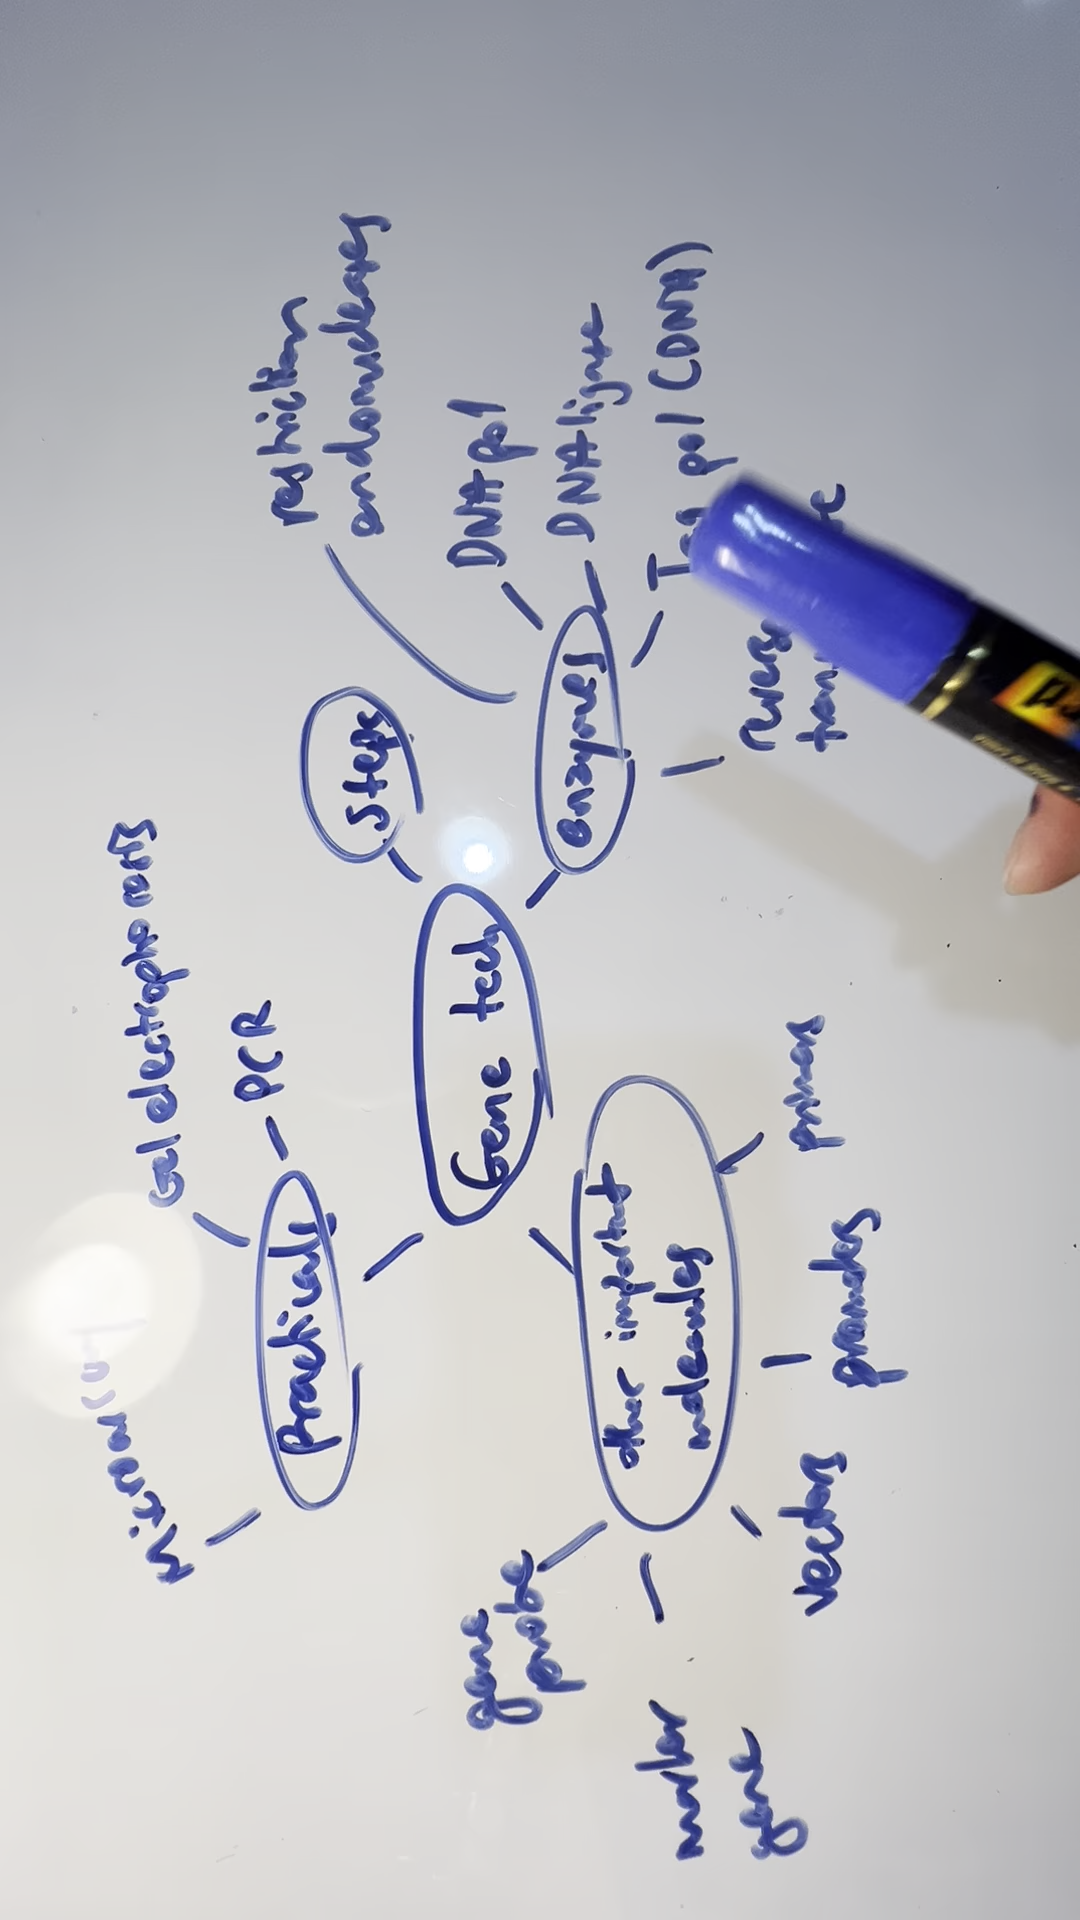 Gene tech
Steps
enzymes
restriction
endonucleases
DNA pol
DNA ligase
Taq pol (DNA)
practicals
PCR
Gel electrophoresis
Microarray
other important
molecules
gene
probe
marker
gene
vectors
promoters
primers